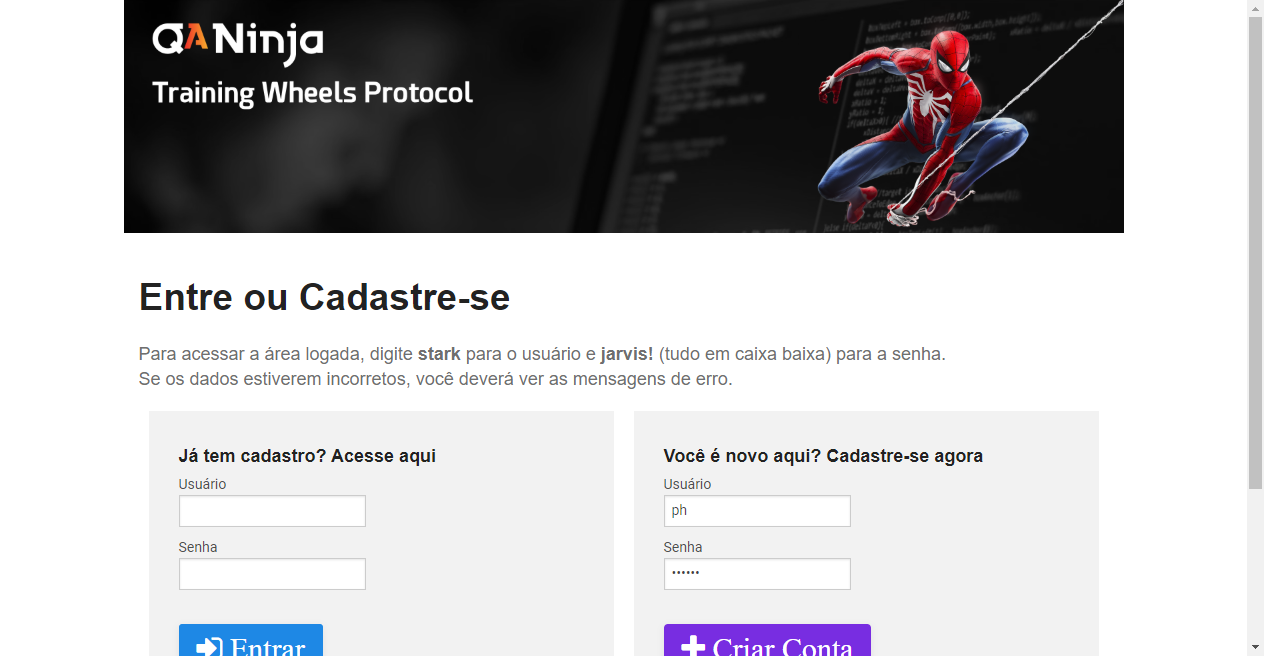 QANinja
Training Wheels Protocol
Entre ou Cadastre-se
Para acessar a área logada, digite stark para o usuário e jarvis! (tudo em caixa baixa) para a senha.
Se os dados estiverem incorretos, você deverá ver as mensagens de erro.
Já tem cadastro? Acesse aqui
Usuário
Senha
Entrar
Você é novo aqui? Cadastre-se agora
Usuário
ph
Senha
••••••
Criar Conta